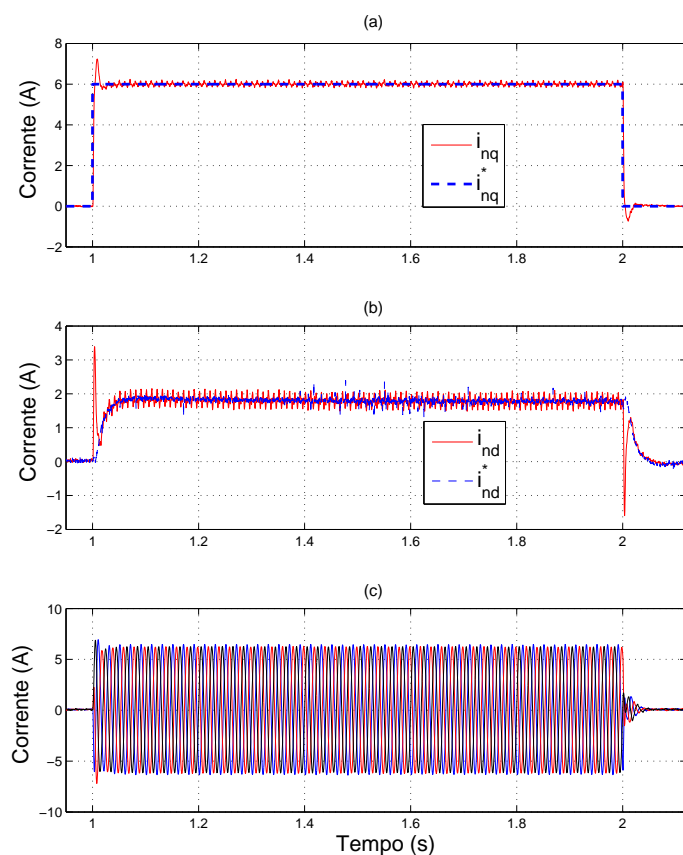 (a)
8
6
4
2
0
−2
Corrente (A)
i_nq
i*_nq
1 1.2 1.4 1.6 1.8 2
(b)
4
3
2
1
0
−1
−2
Corrente (A)
i_nd
i*_nd
1 1.2 1.4 1.6 1.8 2
(c)
10
5
0
−5
−10
Corrente (A)
1 1.2 1.4 1.6 1.8 2
Tempo (s)